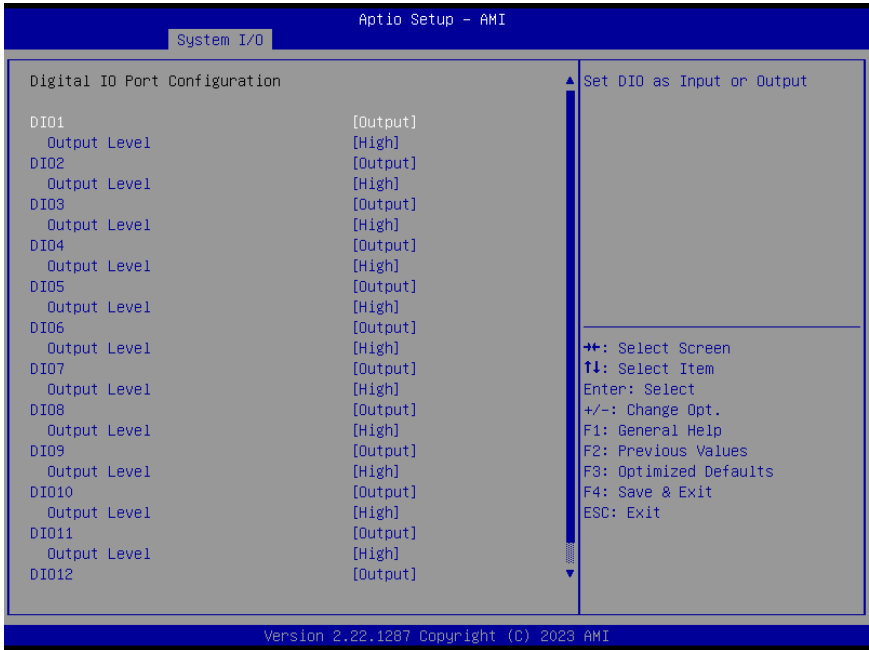 Aptio Setup – AMI
System I/O
Digital IO Port Configuration
DIO1 [Output]
Output Level [High]
DIO2 [Output]
Output Level [High]
DIO3 [Output]
Output Level [High]
DIO4 [Output]
Output Level [High]
DIO5 [Output]
Output Level [High]
DIO6 [Output]
Output Level [High]
DIO7 [Output]
Output Level [High]
DIO8 [Output]
Output Level [High]
DIO9 [Output]
Output Level [High]
DIO10 [Output]
Output Level [High]
DIO11 [Output]
Output Level [High]
DIO12 [Output]
Set DIO as Input or Output
→←: Select Screen
↑↓: Select Item
Enter: Select
+/-: Change Opt.
F1: General Help
F2: Previous Values
F3: Optimized Defaults
F4: Save & Exit
ESC: Exit
Version 2.22.1287 Copyright (C) 2023 AMI